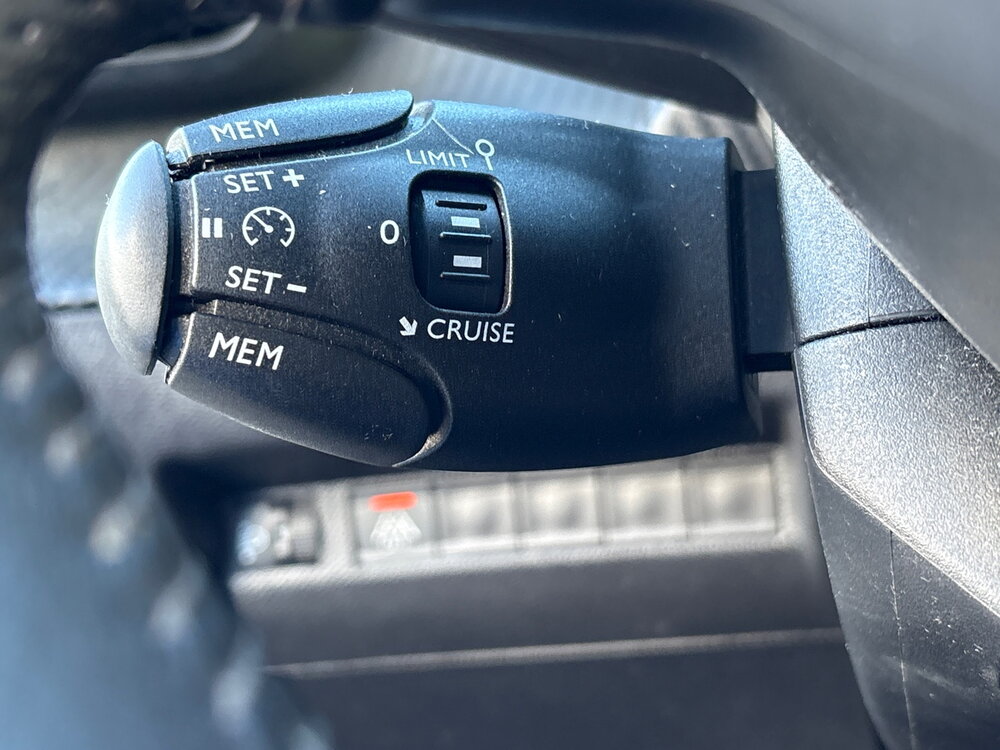 MEM
LIMIT
SET +
0
SET -
CRUISE
MEM